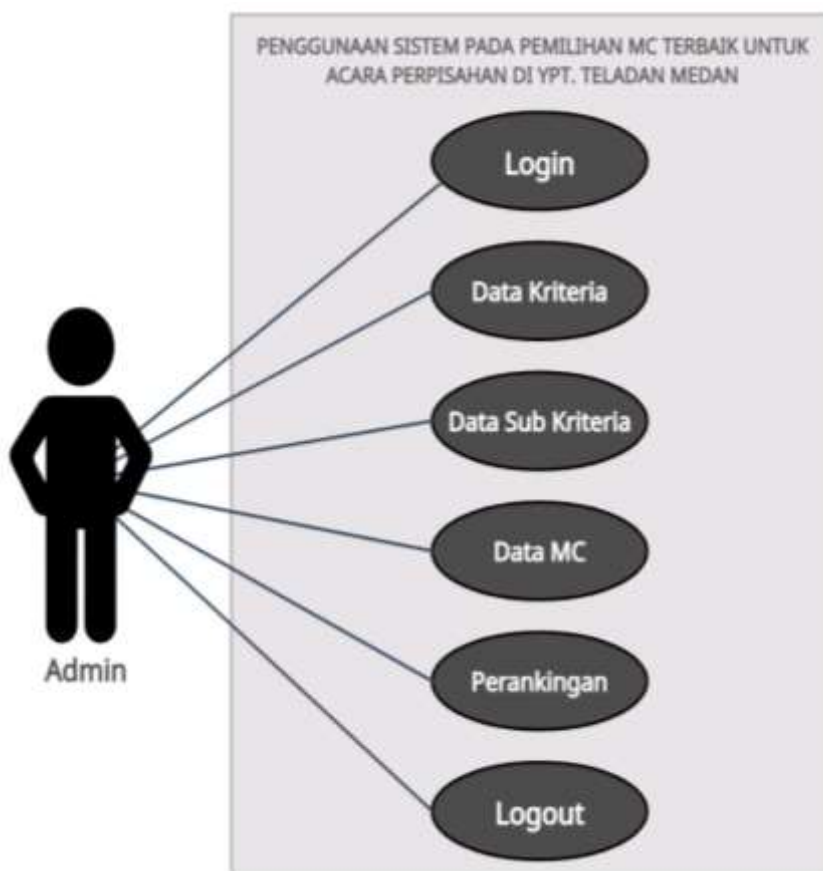 PENGGUNAAN SISTEM PADA PEMILIHAN MC TERBAIK UNTUK
ACARA PERPISAHAN DI YPT. TELADAN MEDAN
Login
Data Kriteria
Data Sub Kriteria
Data MC
Perankingan
Logout
Admin